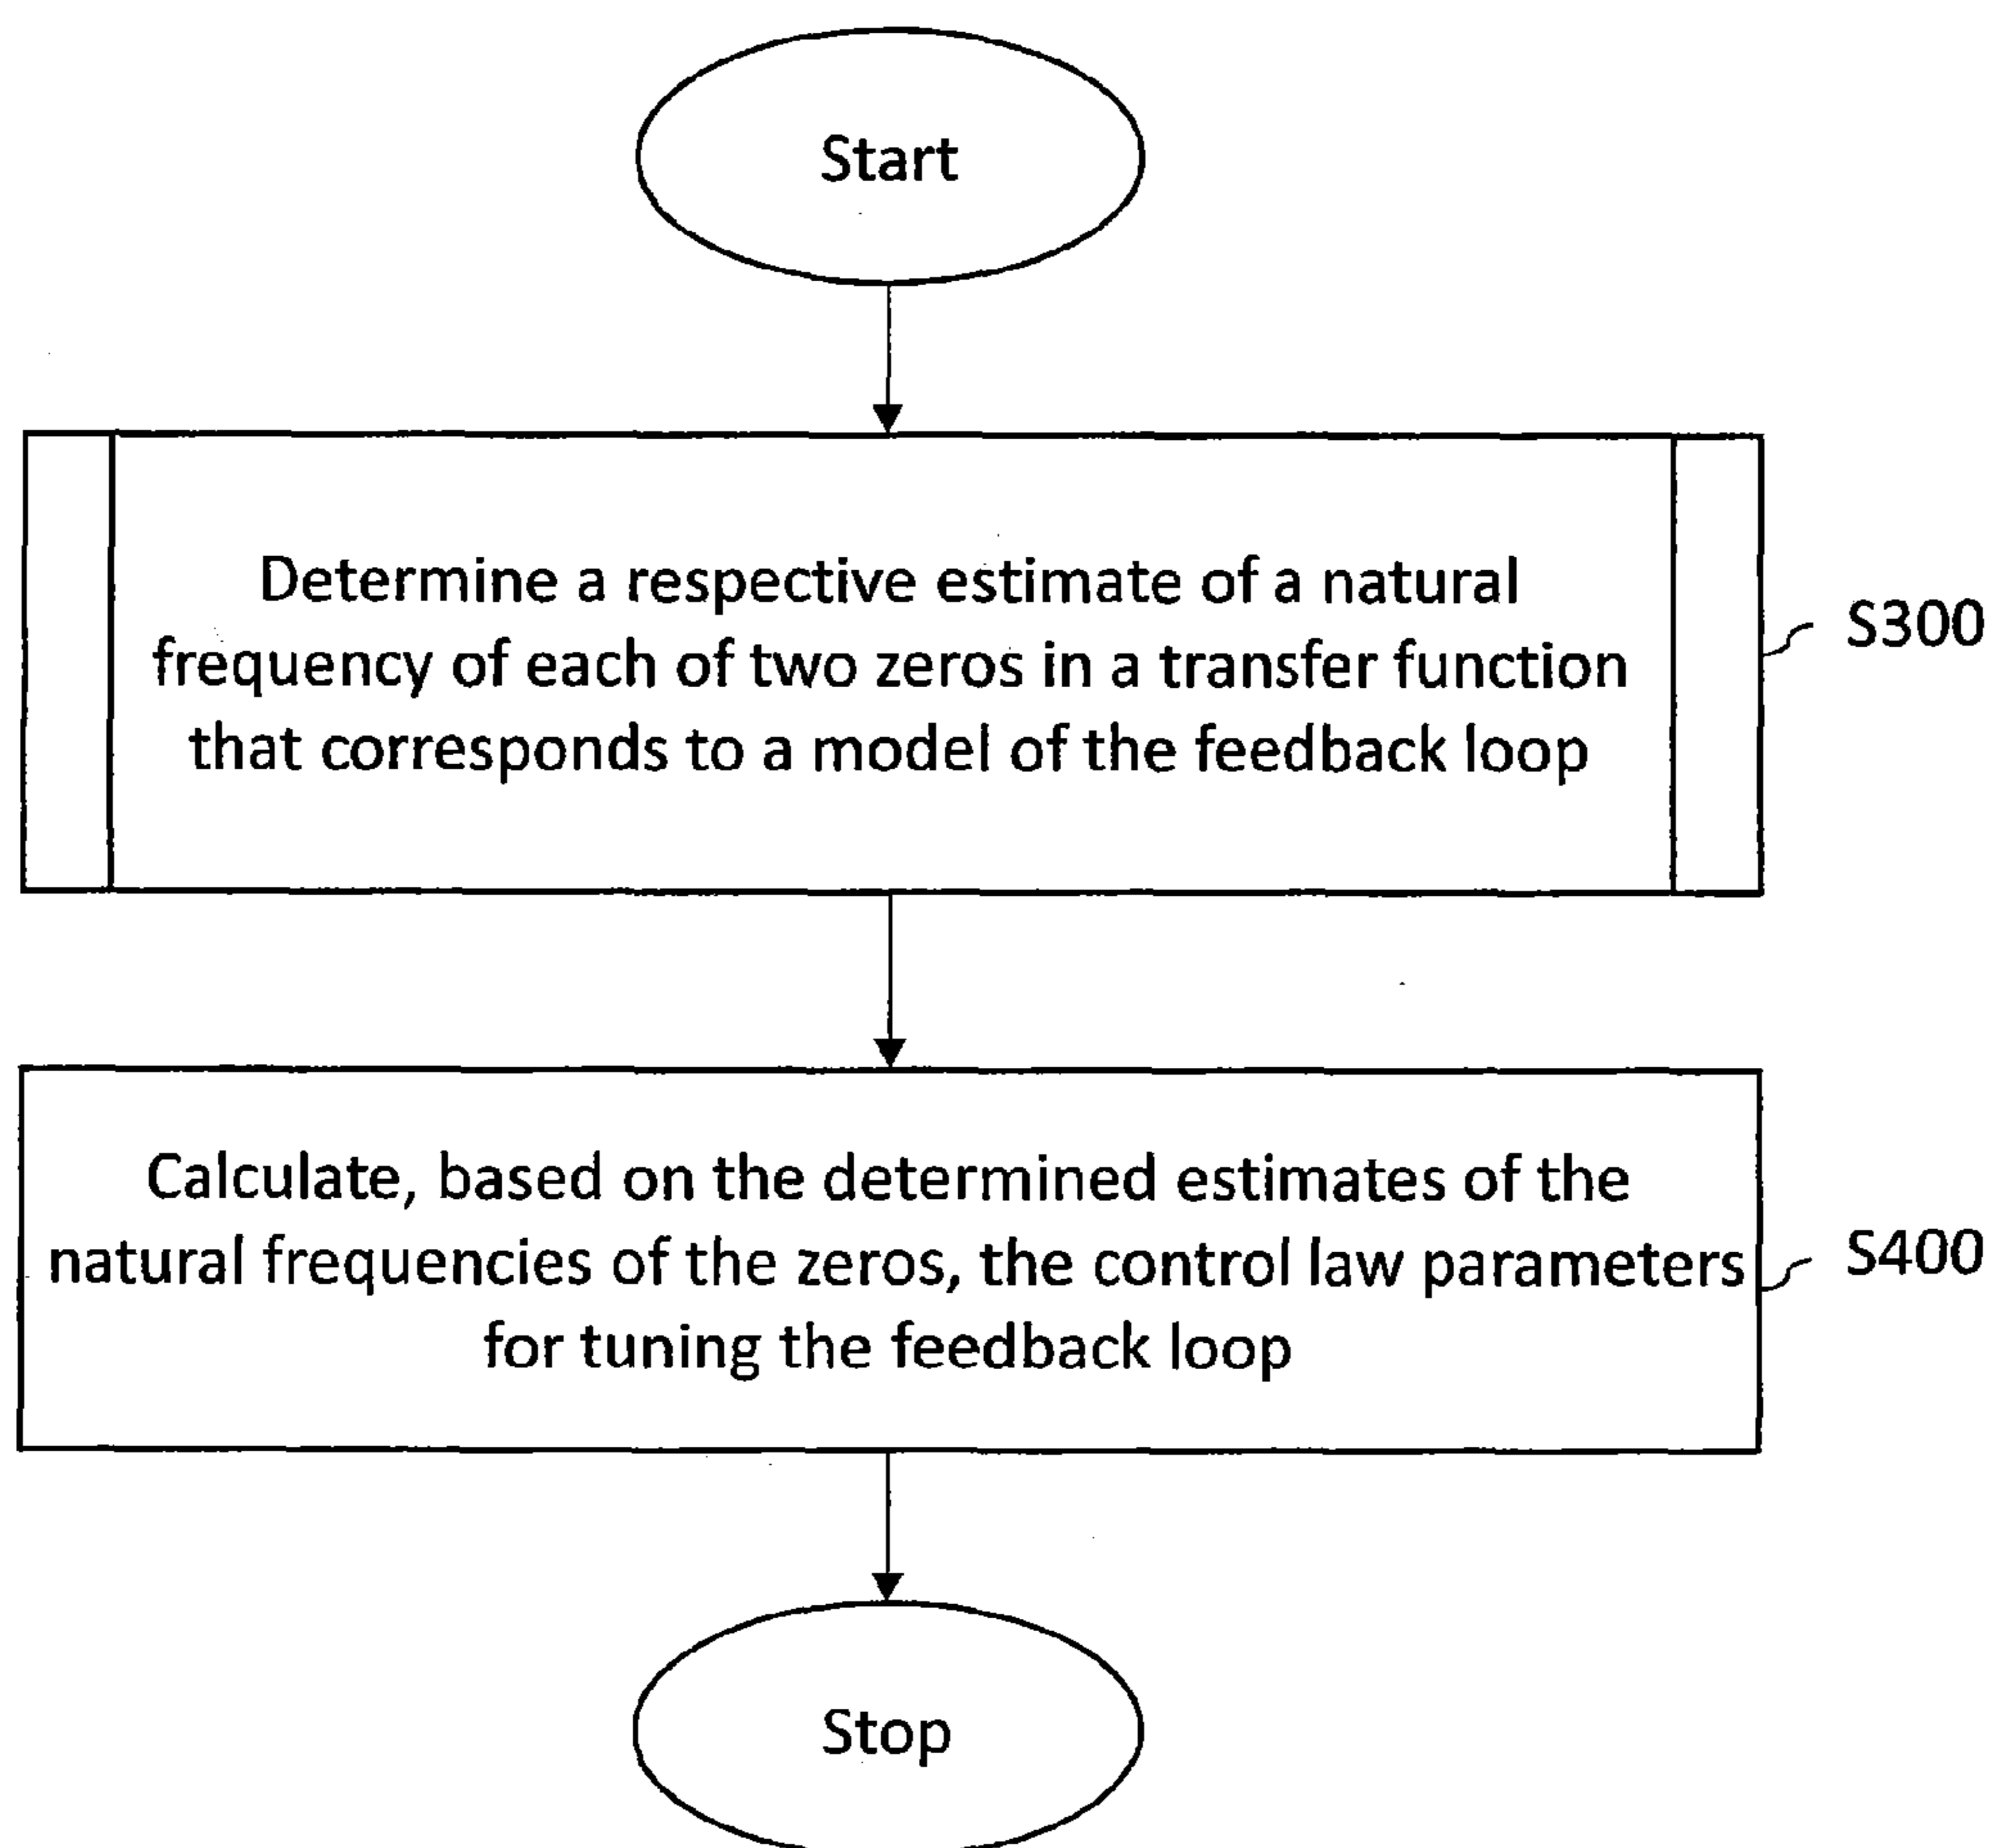 Start
Determine a respective estimate of a natural
frequency of each of two zeros in a transfer function
that corresponds to a model of the feedback loop
S300
Calculate, based on the determined estimates of the
natural frequencies of the zeros, the control law parameters
for tuning the feedback loop
S400
Stop